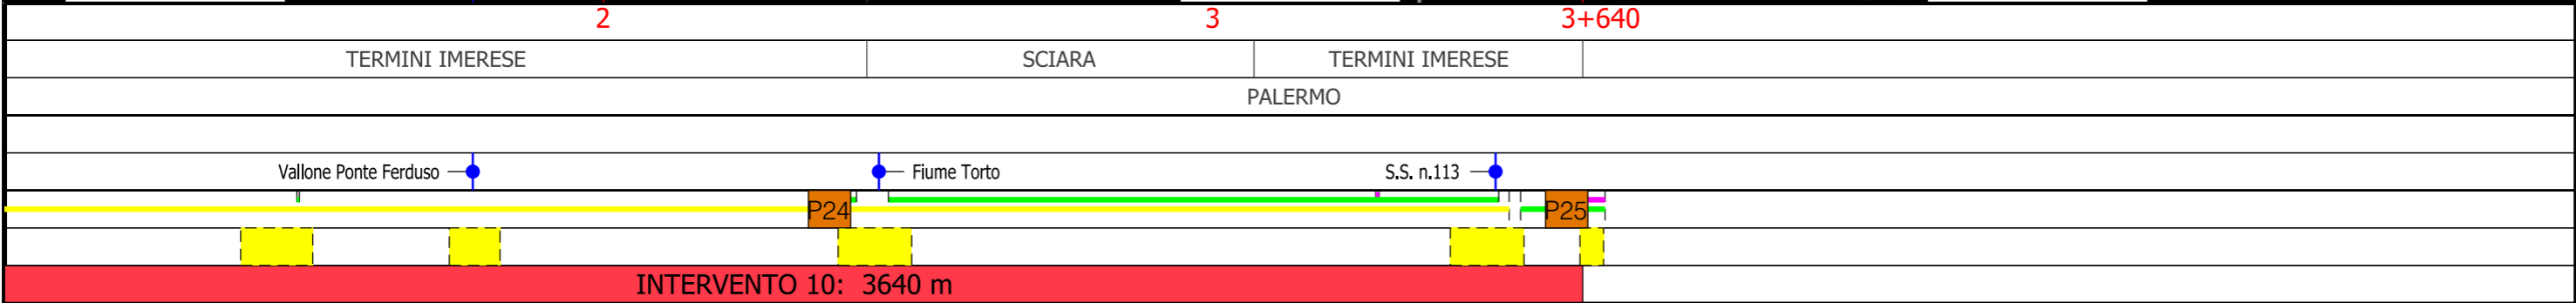 2 3 3+640
TERMINI IMERESE SCIARA TERMINI IMERESE
PALERMO
Vallone Ponte Ferduso Fiume Torto S.S. n.113
P24 P25
INTERVENTO 10: 3640 m